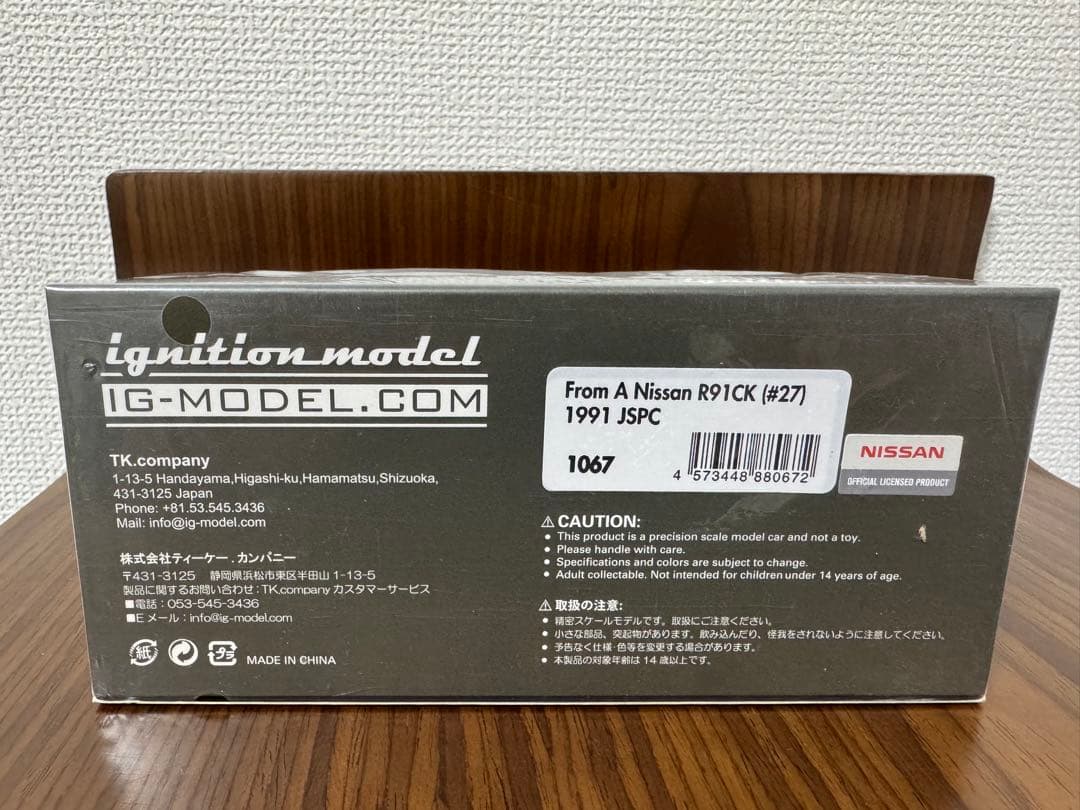 ignition model
IG-MODEL.COM
TK.company
1-13-5 Handayama,Higashi-ku,Hamamatsu,Shizuoka,
431-3125 Japan
Phone: +81.53.545.3436
Mail: info@ig-model.com
株式会社ティーケー.カンパニー
〒431-3125 静岡県浜松市東区半田山1-13-5
製品に関するお問い合わせ:TK.company カスタマーサービス
■電話:053-545-3436
■Eメール:info@ig-model.com
紙
プラ
MADE IN CHINA
From A Nissan R91CK (#27)
1991 JSPC
1067
4 573448 880672
NISSAN
OFFICIAL LICENSED PRODUCT
⚠CAUTION:
• This product is a precision scale model car and not a toy.
• Please handle with care.
• Specifications and colors are subject to change.
• Adult collectable. Not intended for children under 14 years of age.
⚠取扱の注意:
• 精密スケールモデルです。取扱にご注意ください。
• 小さな部品、突起物があります。飲み込んだり、怪我をされないように注意してください。
• 予告なく仕様・色等を変更する場合があります。
• 本製品の対象年齢は14歳以上です。